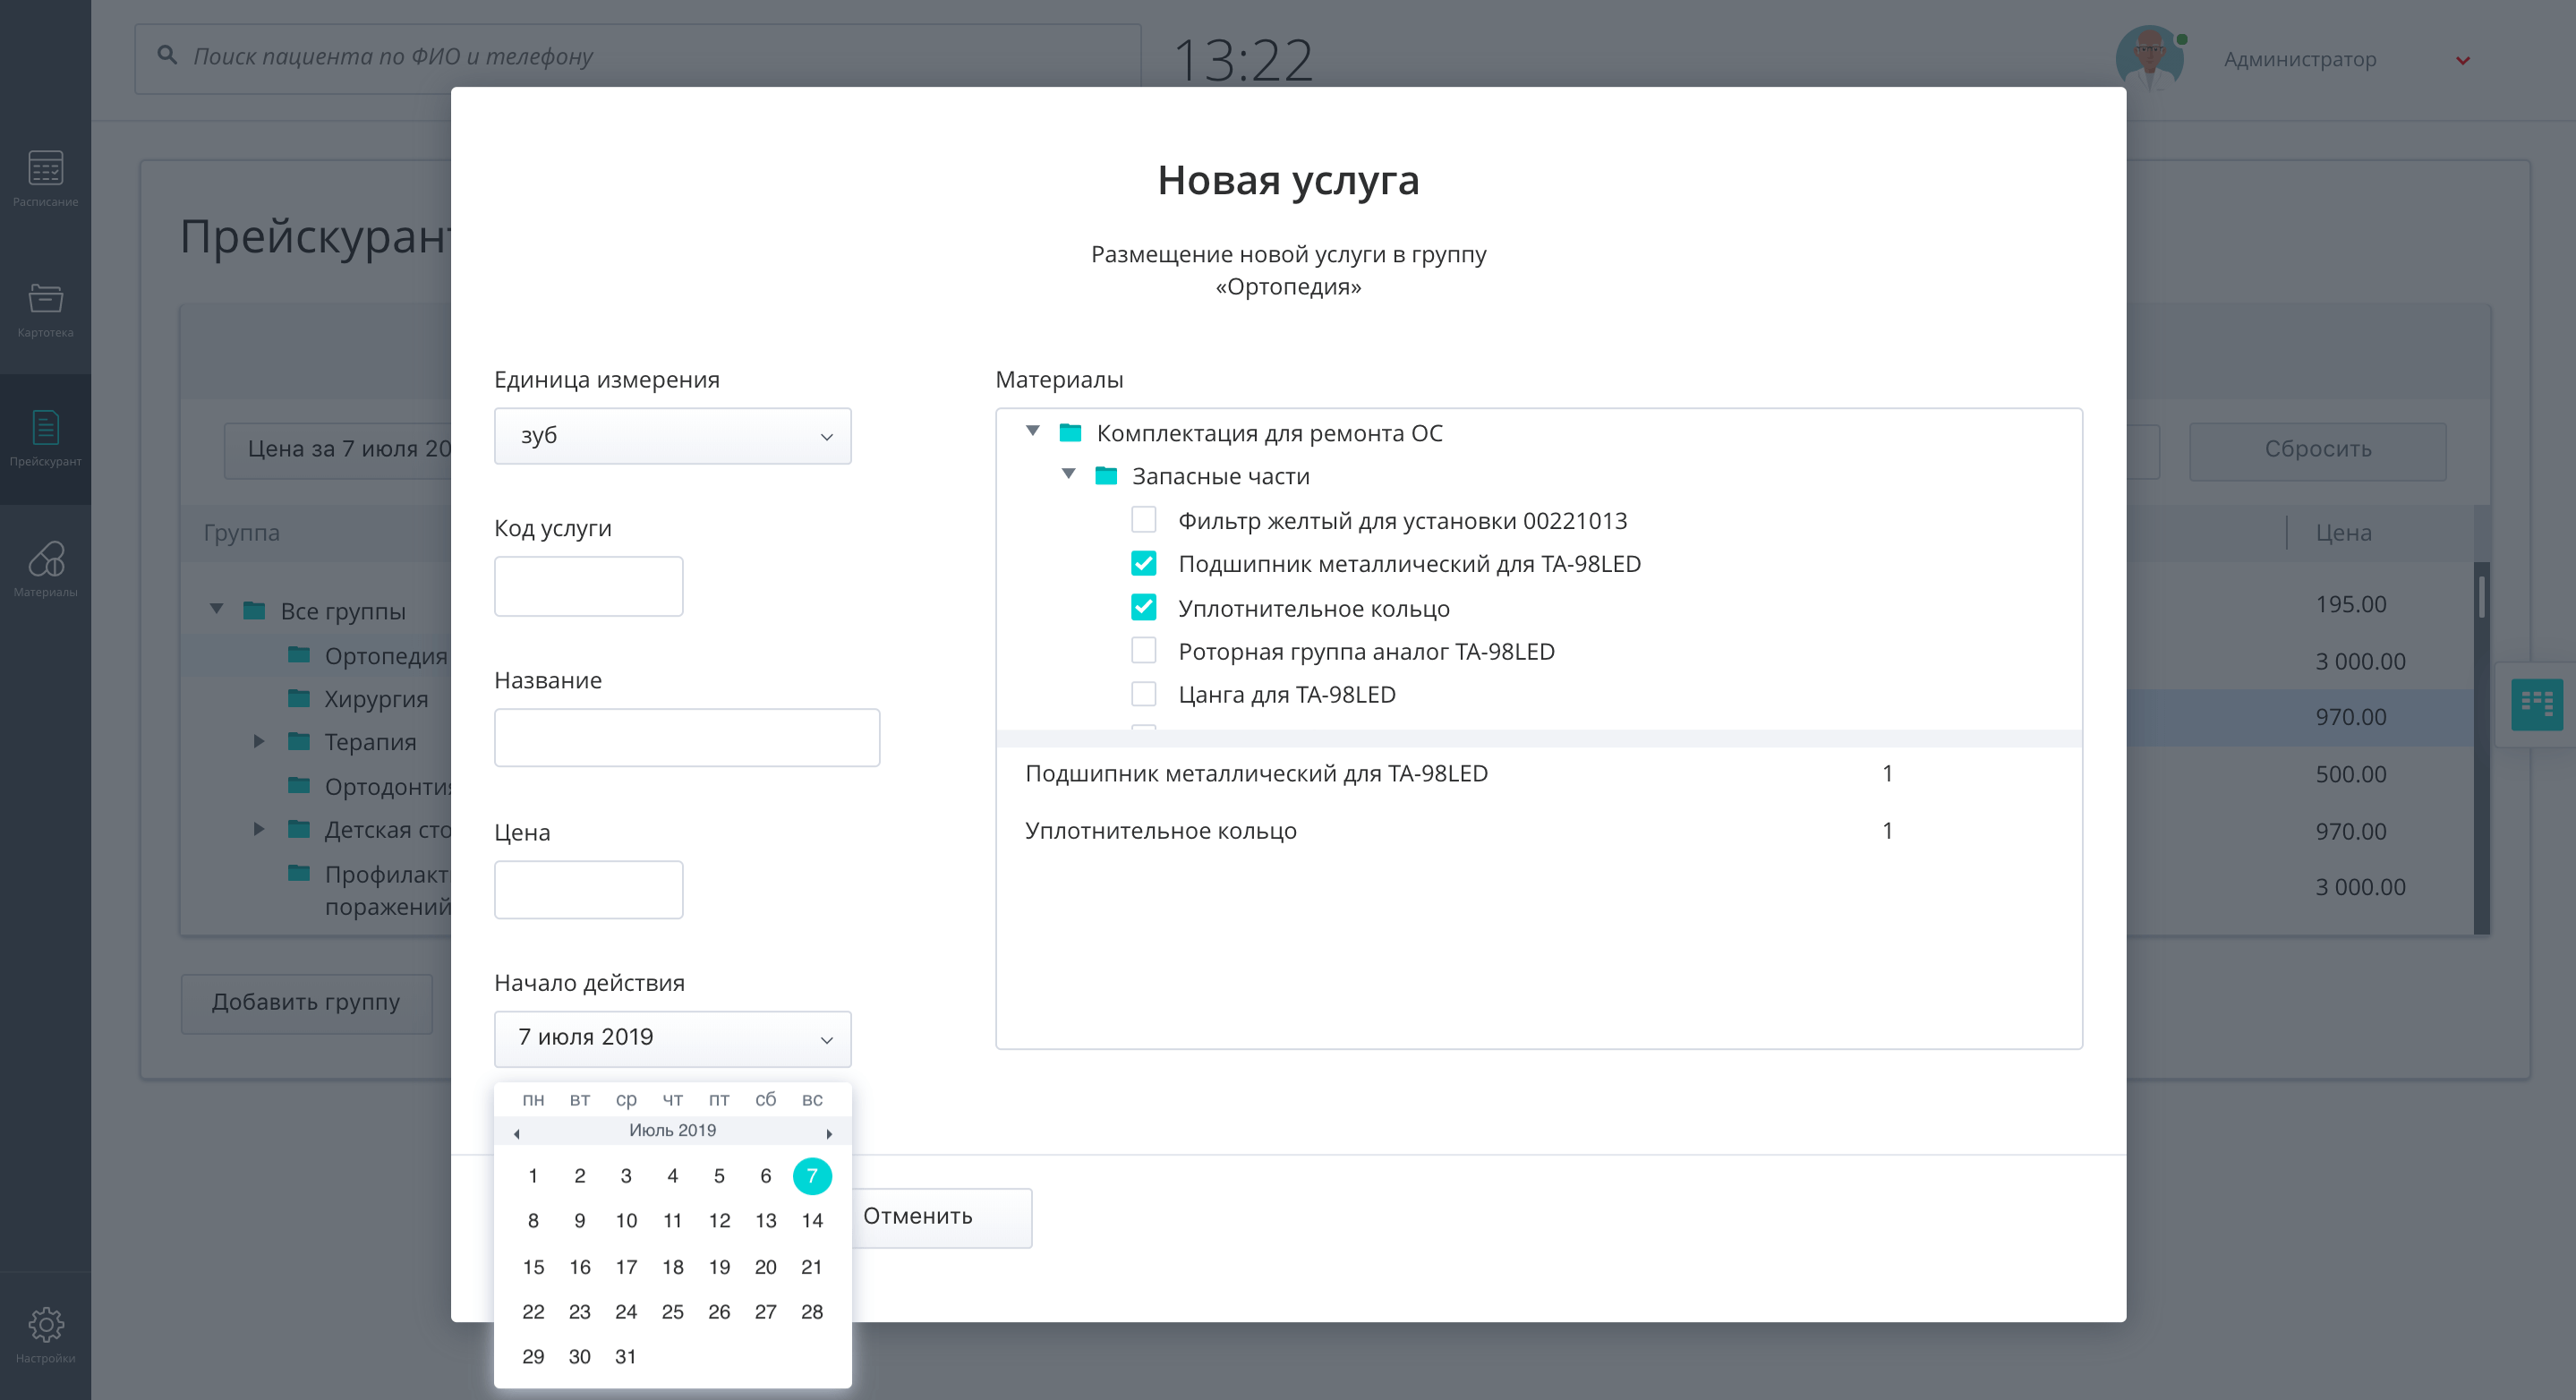 Поиск пациента по ФИО и телефону
13:22
Администратор
Расписание
Картотека
Прейскурант
Материалы
Настройки
Прейскурант
Цена за 7 июля 20
Сбросить
Группа
Цена
Все группы
Ортопедия
Хирургия
Терапия
Ортодонтия
Детская сто
Профилакт
поражений
195.00
3 000.00
970.00
500.00
970.00
3 000.00
Добавить группу
Новая услуга
Размещение новой услуги в группу
«Ортопедия»
Единица измерения
зуб
Код услуги
Название
Цена
Начало действия
7 июля 2019
пн вт ср чт пт сб вс
Июль 2019
1 2 3 4 5 6 7
8 9 10 11 12 13 14
15 16 17 18 19 20 21
22 23 24 25 26 27 28
29 30 31
Материалы
Комплектация для ремонта ОС
Запасные части
Фильтр желтый для установки 00221013
Подшипник металлический для TA-98LED
Уплотнительное кольцо
Роторная группа аналог TA-98LED
Цанга для TA-98LED
Подшипник металлический для TA-98LED 1
Уплотнительное кольцо 1
Отменить